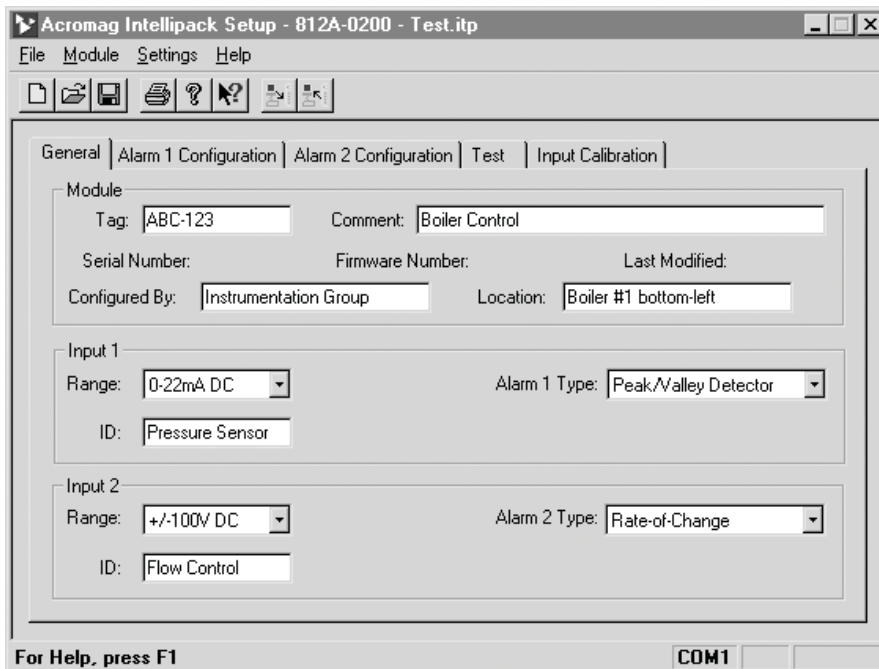 Acromag Intellipack Setup - 812A-0200 - Test.itp
File Module Settings Help
General Alarm 1 Configuration Alarm 2 Configuration Test Input Calibration
Module
Tag: ABC-123 Comment: Boiler Control
Serial Number: Firmware Number: Last Modified:
Configured By: Instrumentation Group Location: Boiler #1 bottom-left
Input 1
Range: 0-22mA DC Alarm 1 Type: Peak/Valley Detector
ID: Pressure Sensor
Input 2
Range: +/-100V DC Alarm 2 Type: Rate-of-Change
ID: Flow Control
For Help, press F1 COM1